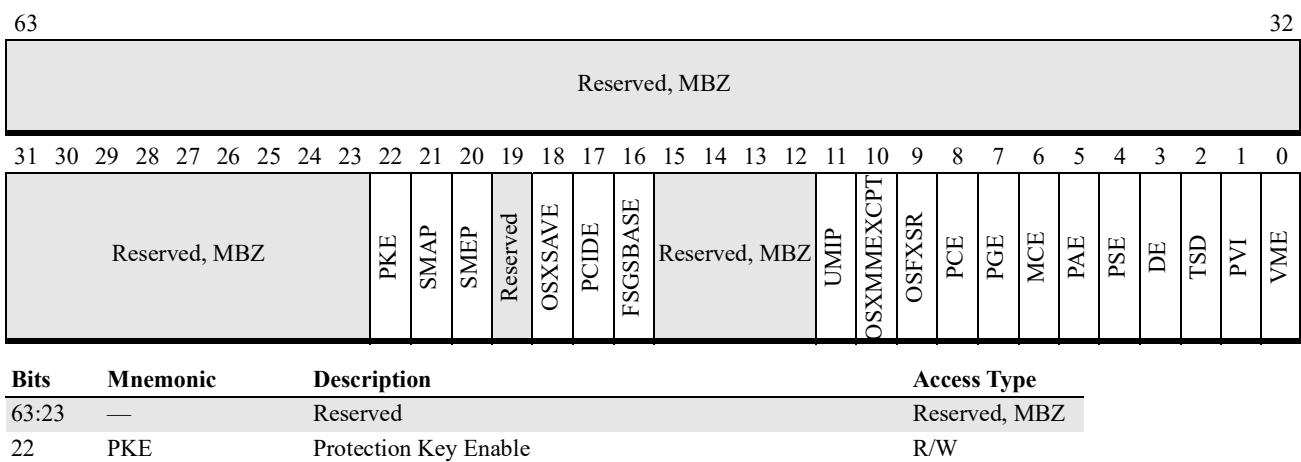 63 32
Reserved, MBZ
31 30 29 28 27 26 25 24 23 22 21 20 19 18 17 16 15 14 13 12 11 10 9 8 7 6 5 4 3 2 1 0
Reserved, MBZ PKE SMAP SMEP Reserved OSXSAVE PCIDE FSGSBASE Reserved, MBZ UMIP OSXMMEXCPT OSFXSR PCE PGE MCE PAE PSE DE TSD PVI VME
Bits Mnemonic Description Access Type
63:23 — Reserved Reserved, MBZ
22 PKE Protection Key Enable R/W